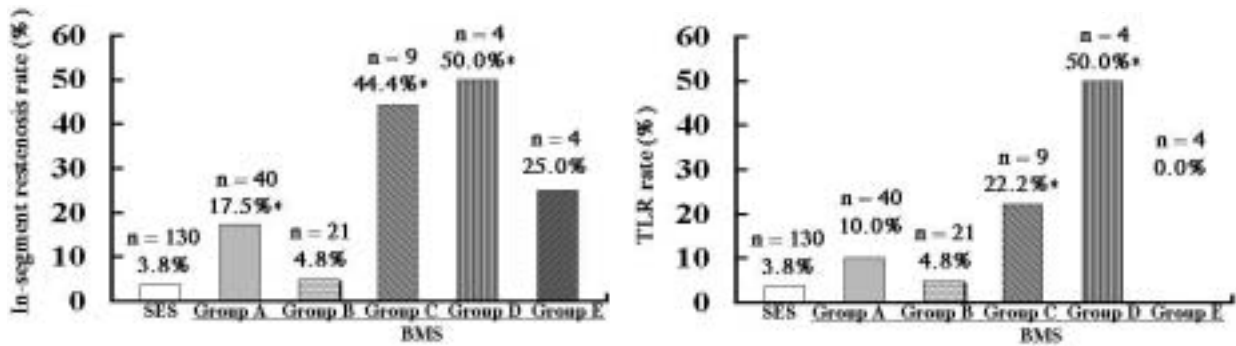 In-segment restenosis rate (%)
60
50
40
30
20
10
0
n = 130
3.8%
n = 40
17.5%*
n = 21
4.8%
n = 9
44.4%*
n = 4
50.0%*
n = 4
25.0%
SES
Group A
Group B
Group C
Group D
Group E
BMS
TLR rate (%)
60
50
40
30
20
10
0
n = 130
3.8%
n = 40
10.0%
n = 21
4.8%
n = 9
22.2%*
n = 4
50.0%*
n = 4
0.0%
SES
Group A
Group B
Group C
Group D
Group E
BMS